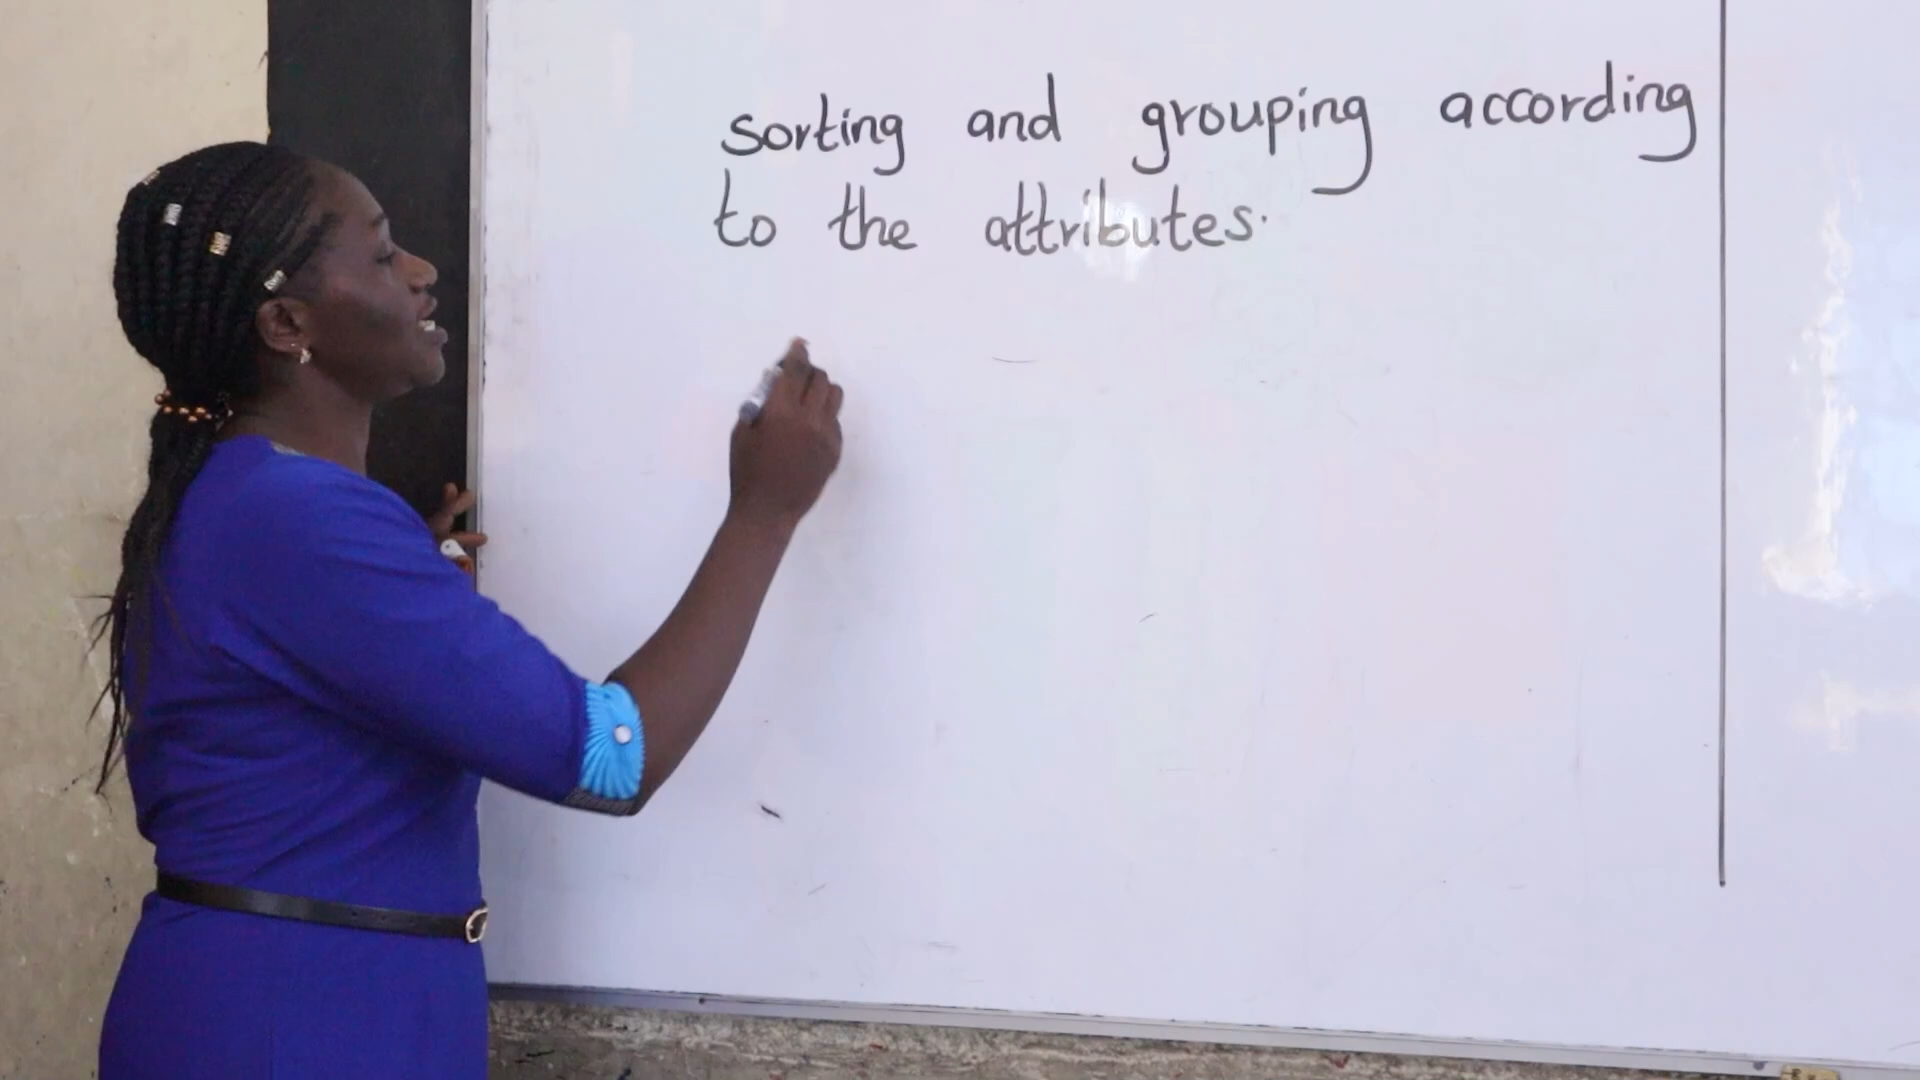 sorting and grouping according
to the attributes.